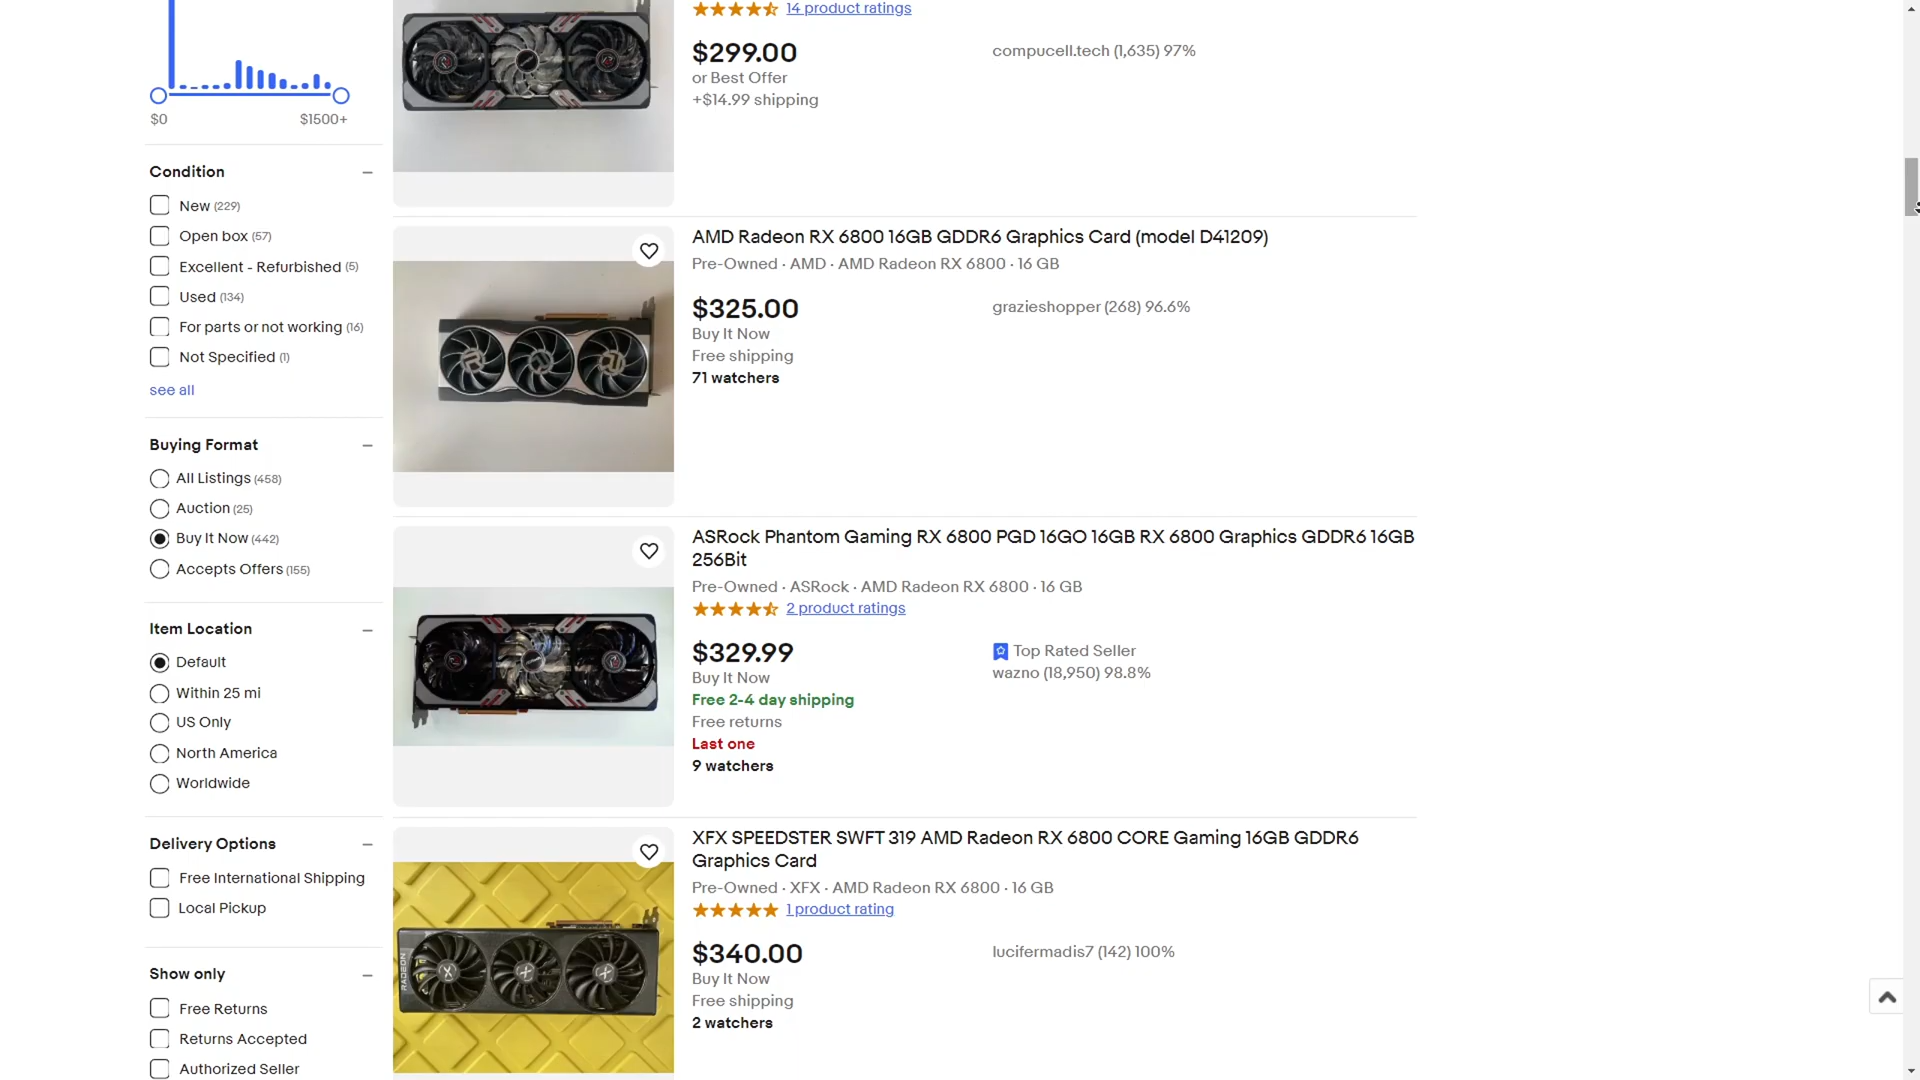 $0
$1500+
Condition
New (229)
Open box (57)
Excellent - Refurbished (5)
Used (134)
For parts or not working (16)
Not Specified (1)
see all
Buying Format
All Listings (458)
Auction (25)
Buy It Now (442)
Accepts Offers (155)
Item Location
Default
Within 25 mi
US Only
North America
Worldwide
Delivery Options
Free International Shipping
Local Pickup
Show only
Free Returns
Returns Accepted
Authorized Seller
14 product ratings
$299.00
or Best Offer
+$14.99 shipping
compucell.tech (1,635) 97%
AMD Radeon RX 6800 16GB GDDR6 Graphics Card (model D41209)
Pre-Owned · AMD · AMD Radeon RX 6800 · 16 GB
$325.00
Buy It Now
Free shipping
71 watchers
grazieshopper (268) 96.6%
ASRock Phantom Gaming RX 6800 PGD 16GO 16GB RX 6800 Graphics GDDR6 16GB
256Bit
Pre-Owned · ASRock · AMD Radeon RX 6800 · 16 GB
2 product ratings
$329.99
Buy It Now
Free 2-4 day shipping
Free returns
Last one
9 watchers
Top Rated Seller
wazno (18,950) 98.8%
XFX SPEEDSTER SWFT 319 AMD Radeon RX 6800 CORE Gaming 16GB GDDR6
Graphics Card
Pre-Owned · XFX · AMD Radeon RX 6800 · 16 GB
1 product rating
$340.00
Buy It Now
Free shipping
2 watchers
lucifermadis7 (142) 100%
RADEON